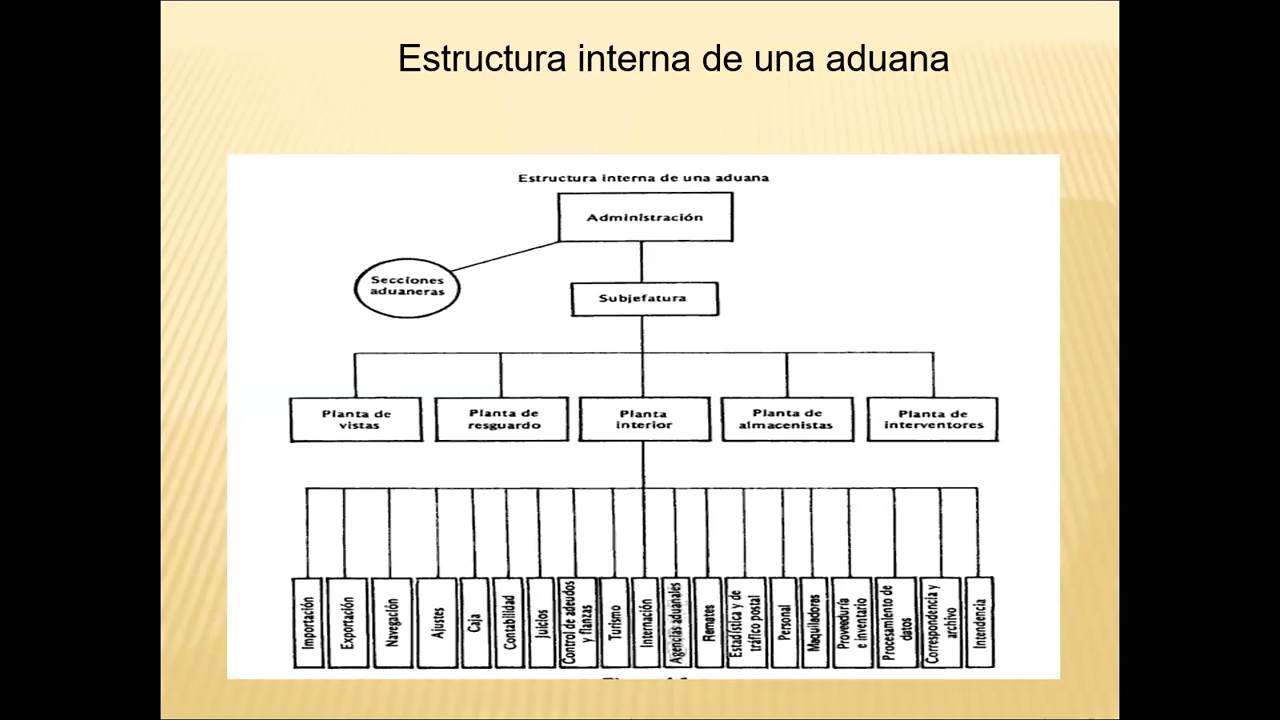 Estructura interna de una aduana
Estructura interna de una aduana
Administración
Secciones
aduaneras
Subjefatura
Planta de
vistas
Planta de
resguardo
Planta
interior
Planta de
almacenistas
Planta de
interventores
Importación
Exportación
Navegación
Ajustes
Caja
Contabilidad
Juicios
Control de adeudos
y fianzas
Turismo
Internación
Agencias aduanales
Remates
Estadística y de
tráfico postal
Personal
Maquiladores
Proveeduría
e inventario
Procesamiento de
datos
Correspondencia y
archivo
Intendencia